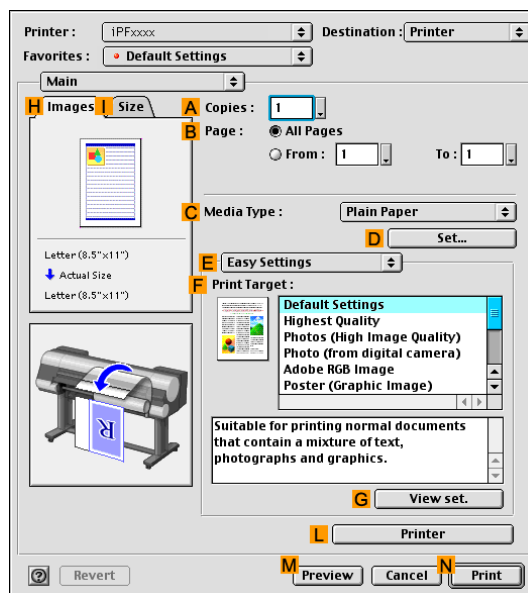 Printer : iPFxxxx Destination : Printer
Favorites : Default Settings
Main
H Images I Size
A Copies : 1
B Page : All Pages
From : 1 To : 1
C Media Type : Plain Paper
D Set...
Letter (8.5"x11")
Actual Size
Letter (8.5"x11")
E Easy Settings
F Print Target :
Default Settings
Highest Quality
Photos (High Image Quality)
Photo (from digital camera)
Adobe RGB Image
Poster (Graphic Image)
R
Suitable for printing normal documents
that contain a mixture of text,
photographs and graphics.
G View set.
L Printer
? Revert M Preview Cancel N Print